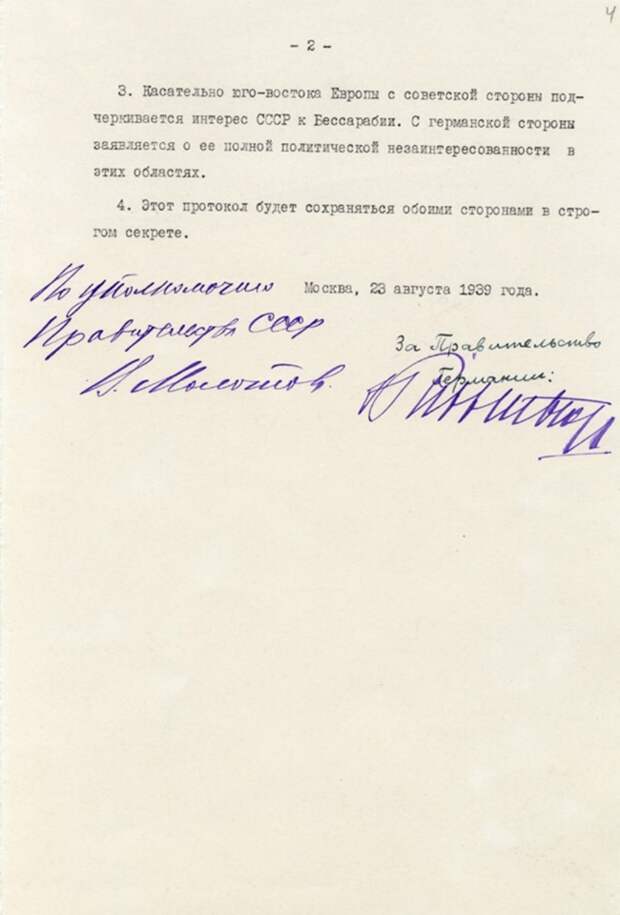 4
- 2 -
3. Касательно юго-востока Европы с советской стороны под-
черкивается интерес СССР к Бессарабии. С германской стороны
заявляется о ее полной политической незаинтересованности в
этих областях.
4. Этот протокол будет сохраняться обоими сторонами в стро-
гом секрете.
По уполномочию
Москва, 23 августа 1939 года.
Правительства СССР
За Правительство
Германии:
В. Молотов.